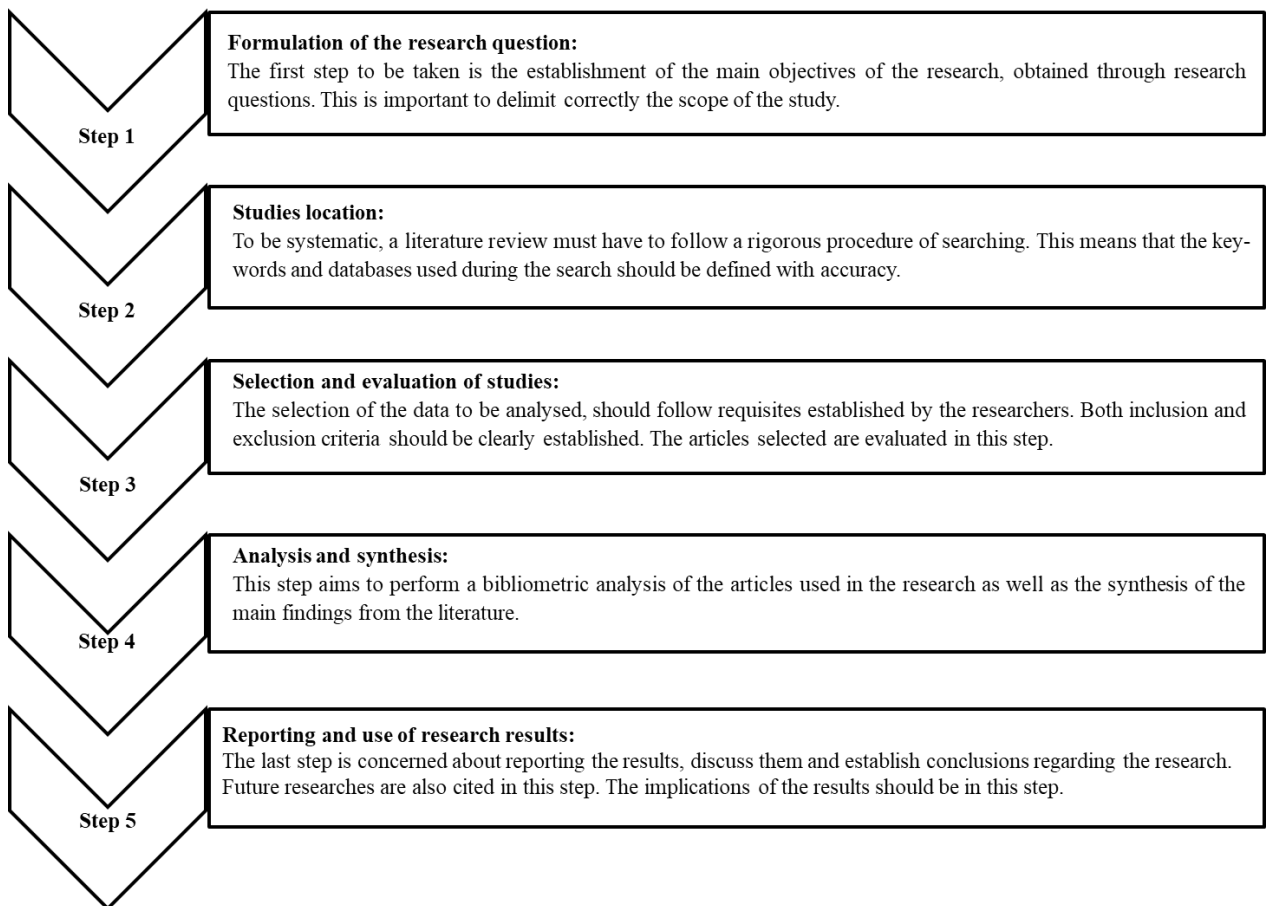 Formulation of the research question:
The first step to be taken is the establishment of the main objectives of the research, obtained through research
questions. This is important to delimit correctly the scope of the study.
Step 1
Studies location:
To be systematic, a literature review must have to follow a rigorous procedure of searching. This means that the key-
words and databases used during the search should be defined with accuracy.
Step 2
Selection and evaluation of studies:
The selection of the data to be analysed, should follow requisites established by the researchers. Both inclusion and
exclusion criteria should be clearly established. The articles selected are evaluated in this step.
Step 3
Analysis and synthesis:
This step aims to perform a bibliometric analysis of the articles used in the research as well as the synthesis of the
main findings from the literature.
Step 4
Reporting and use of research results:
The last step is concerned about reporting the results, discuss them and establish conclusions regarding the research.
Future researches are also cited in this step. The implications of the results should be in this step.
Step 5